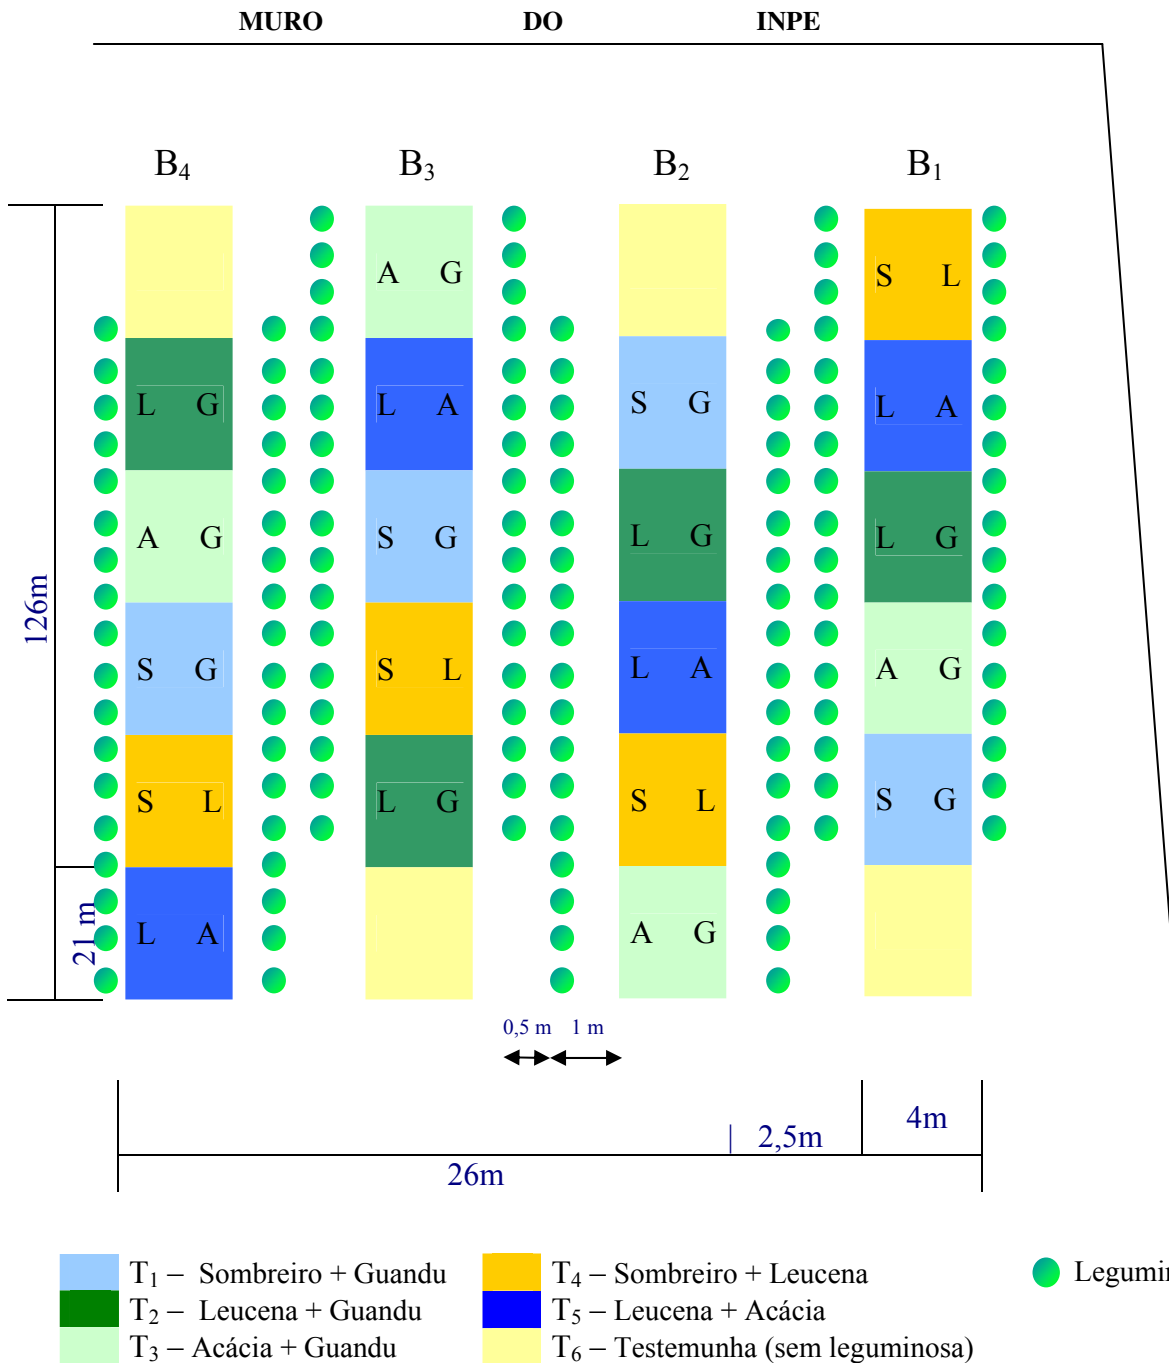 MURO DO INPE
B₄ B₃ B₂ B₁
A G
S L
L G
L A
S G
L A
A G
S G
L G
L G
126m
S G
S L
L A
A G
S L
L G
S L
S G
21 m
L A
A G
0,5 m 1 m
4m
2,5m
26m
T₁ – Sombreiro + Guandu
T₄ – Sombreiro + Leucena
Legumin
T₂ – Leucena + Guandu
T₅ – Leucena + Acácia
T₃ – Acácia + Guandu
T₆ – Testemunha (sem leguminosa)